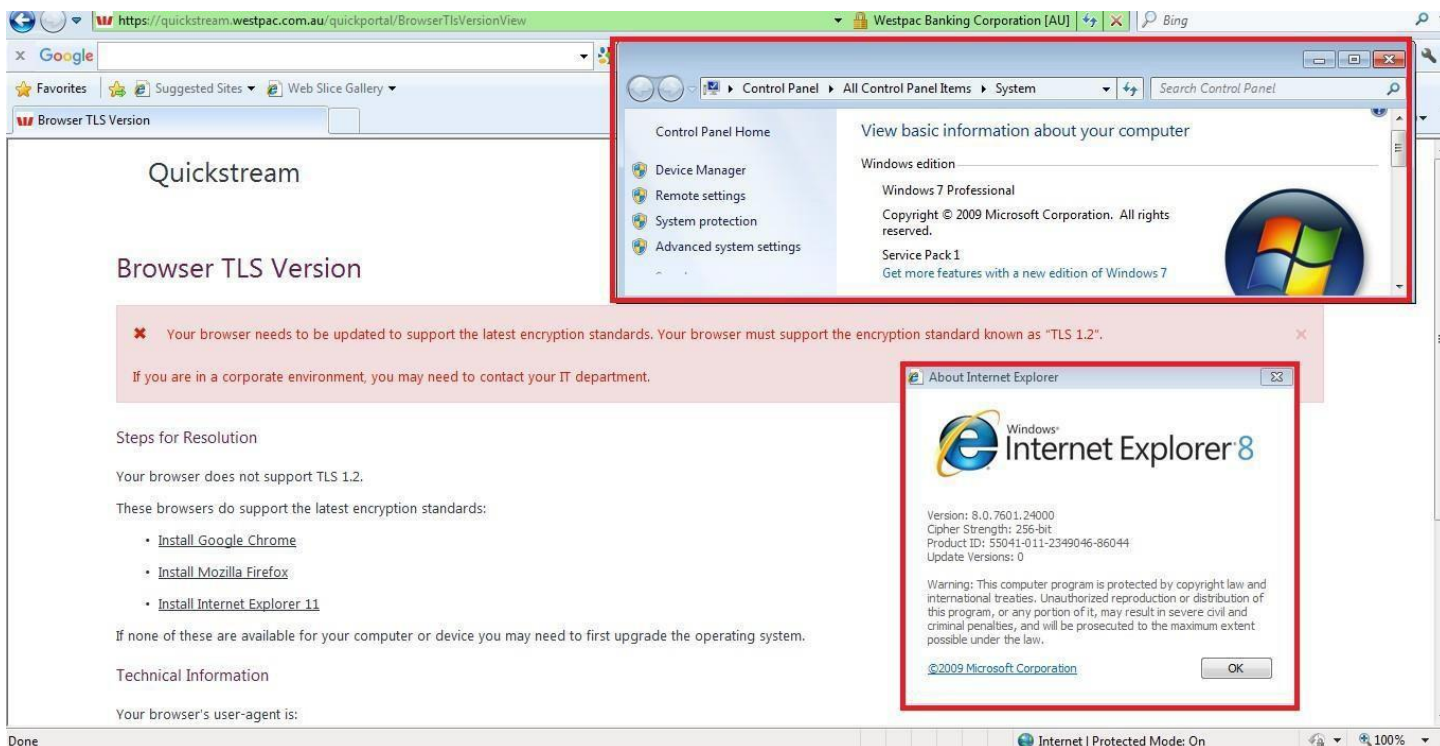 https://quickstream.westpac.com.au/quickportal/BrowserTlsVersionView
Westpac Banking Corporation [AU]
Bing
x Google
Favorites
Suggested Sites
Web Slice Gallery
Browser TLS Version
Control Panel
All Control Panel Items
System
Search Control Panel
Control Panel Home
Device Manager
Remote settings
System protection
Advanced system settings
View basic information about your computer
Windows edition
Windows 7 Professional
Copyright © 2009 Microsoft Corporation. All rights
reserved.
Service Pack 1
Get more features with a new edition of Windows 7
Quickstream
Browser TLS Version
Your browser needs to be updated to support the latest encryption standards. Your browser must support the encryption standard known as "TLS 1.2".
If you are in a corporate environment, you may need to contact your IT department.
Steps for Resolution
Your browser does not support TLS 1.2.
These browsers do support the latest encryption standards:
• Install Google Chrome
• Install Mozilla Firefox
• Install Internet Explorer 11
If none of these are available for your computer or device you may need to first upgrade the operating system.
Technical Information
Your browser's user-agent is:
About Internet Explorer
Windows
Internet Explorer 8
Version: 8.0.7601.24000
Cipher Strength: 256-bit
Product ID: 55041-011-2349046-86044
Update Versions: 0
Warning: This computer program is protected by copyright law and
international treaties. Unauthorized reproduction or distribution of
this program, or any portion of it, may result in severe civil and
criminal penalties, and will be prosecuted to the maximum extent
possible under the law.
©2009 Microsoft Corporation
OK
Done
Internet | Protected Mode: On
100%